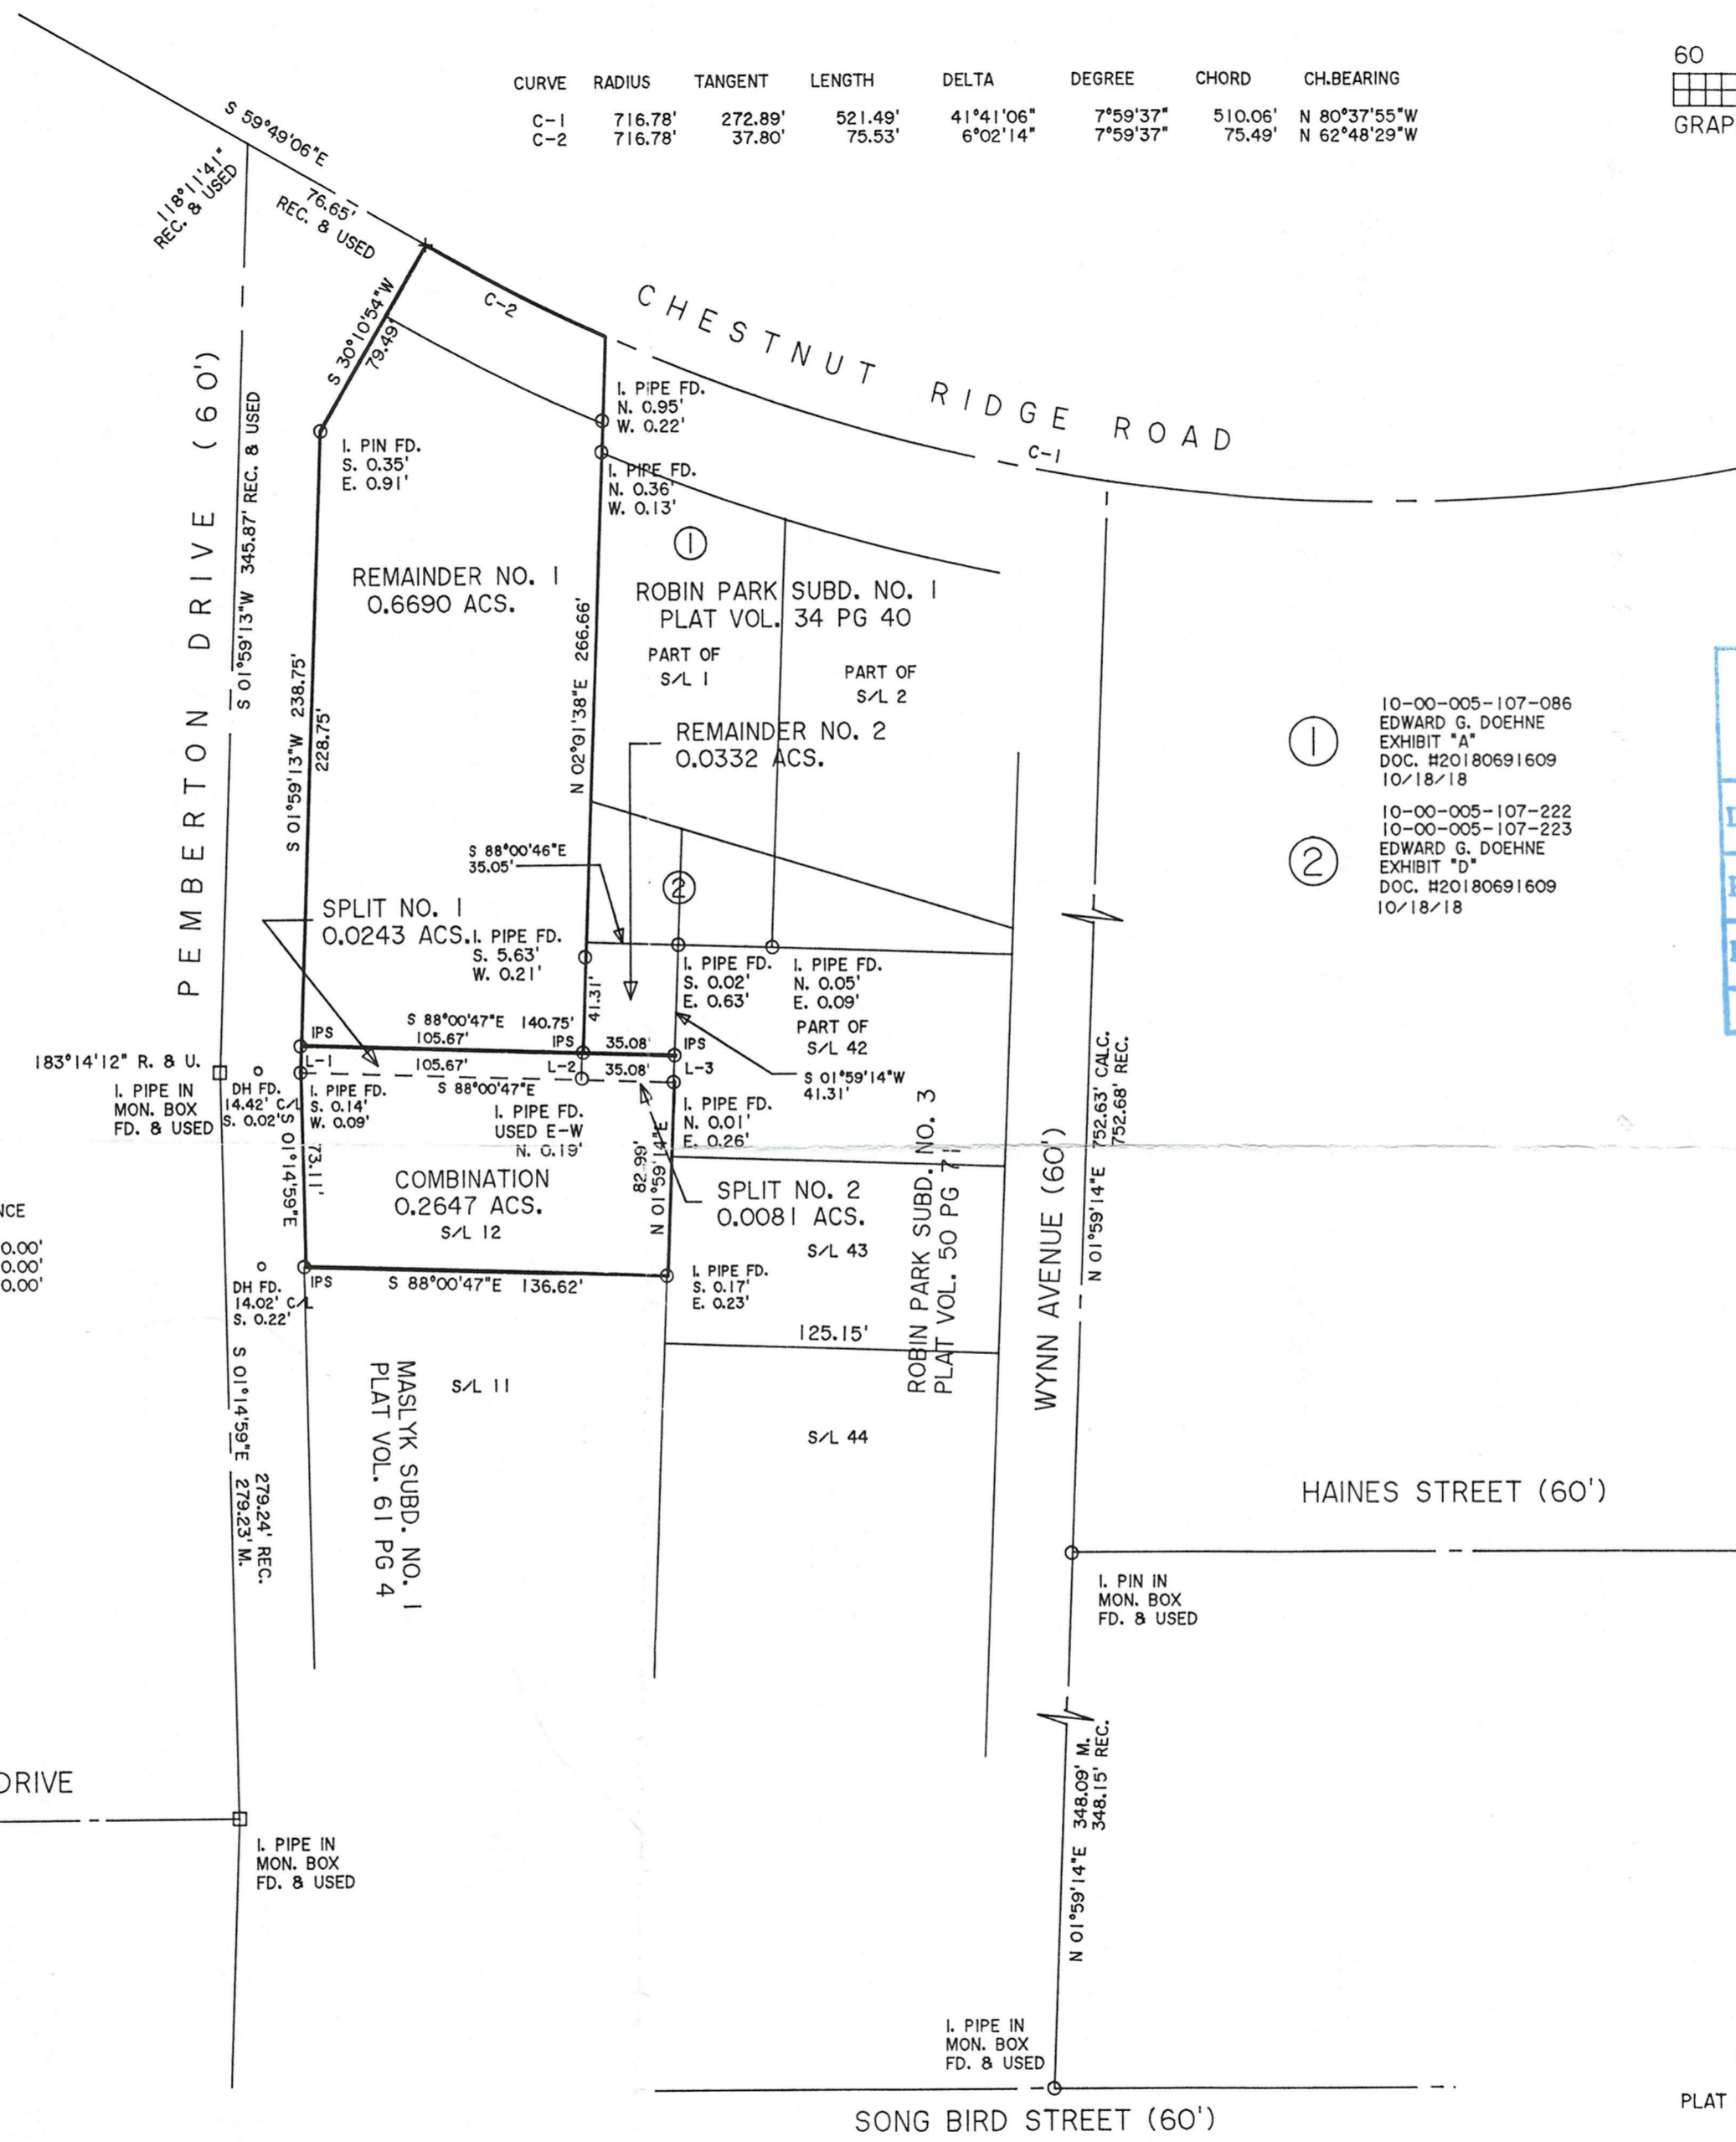 CURVE RADIUS TANGENT LENGTH DELTA DEGREE CHORD CH.BEARING
C-1 716.78' 272.89' 521.49' 41°41'06" 7°59'37" 510.06' N 80°37'55"W
C-2 716.78' 37.80' 75.53' 6°02'14" 7°59'37" 75.49' N 62°48'29"W
60
GRAP
S 59°49'06"E
118°11'41"
REC. & USED
76.65'
REC. & USED
C-2
S 30°10'54"W
79.49'
CHESTNUT RIDGE ROAD
C-1
PEMBERTON DRIVE (60')
S 01°59'13"W 345.87' REC. & USED
I. PIN FD.
S. 0.35'
E. 0.91'
I. PIPE FD.
N. 0.95'
W. 0.22'
I. PIPE FD.
N. 0.36'
W. 0.13'
REMAINDER NO. 1
0.6690 ACS.
1
ROBIN PARK SUBD. NO. 1
PLAT VOL. 34 PG 40
PART OF
S/L 1
PART OF
S/L 2
S 01°59'13"W 238.75'
228.75'
N 02°01'38"E 266.66'
REMAINDER NO. 2
0.0332 ACS.
1
10-00-005-107-086
EDWARD G. DOEHNE
EXHIBIT "A"
DOC. #20180691609
10/18/18
2
10-00-005-107-222
10-00-005-107-223
EDWARD G. DOEHNE
EXHIBIT "D"
DOC. #20180691609
10/18/18
S 88°00'46"E
35.05'
2
SPLIT NO. 1
0.0243 ACS.
I. PIPE FD.
S. 5.63'
W. 0.21'
41.31'
I. PIPE FD.
S. 0.02'
E. 0.63'
I. PIPE FD.
N. 0.05'
E. 0.09'
PART OF
S/L 42
S 01°59'14"W
41.31'
IPS
S 88°00'47"E 140.75'
105.67'
IPS
35.08'
IPS
183°14'12" R. & U.
L-1
105.67'
L-2
35.08'
L-3
S 88°00'47"E
I. PIPE IN
MON. BOX
FD. & USED
DH FD.
14.42' C/L
S. 0.02'
I. PIPE FD.
S. 0.14'
W. 0.09'
I. PIPE FD.
USED E-W
N. 0.19'
I. PIPE FD.
N. 0.01'
E. 0.26'
S 01°14'59"E
73.11'
82.99'
N 01°59'14"E
COMBINATION
0.2647 ACS.
S/L 12
SPLIT NO. 2
0.0081 ACS.
S/L 43
NCE
0.00'
0.00'
0.00'
DH FD.
14.02' C/L
S. 0.22'
IPS
S 88°00'47"E 136.62'
I. PIPE FD.
S. 0.17'
E. 0.23'
125.15'
ROBIN PARK SUBD. NO. 3
PLAT VOL. 50 PG 71
WYNN AVENUE (60')
N 01°59'14"E 752.63' CALC.
752.68' REC.
S 01°14'59"E 279.23' M.
279.24' REC.
MASLYK SUBD. NO. 1
PLAT VOL. 61 PG 4
S/L 11
S/L 44
HAINES STREET (60')
I. PIN IN
MON. BOX
FD. & USED
DRIVE
I. PIPE IN
MON. BOX
FD. & USED
N 01°59'14"E 348.09' M.
348.15' REC.
I. PIPE IN
MON. BOX
FD. & USED
SONG BIRD STREET (60')
PLAT